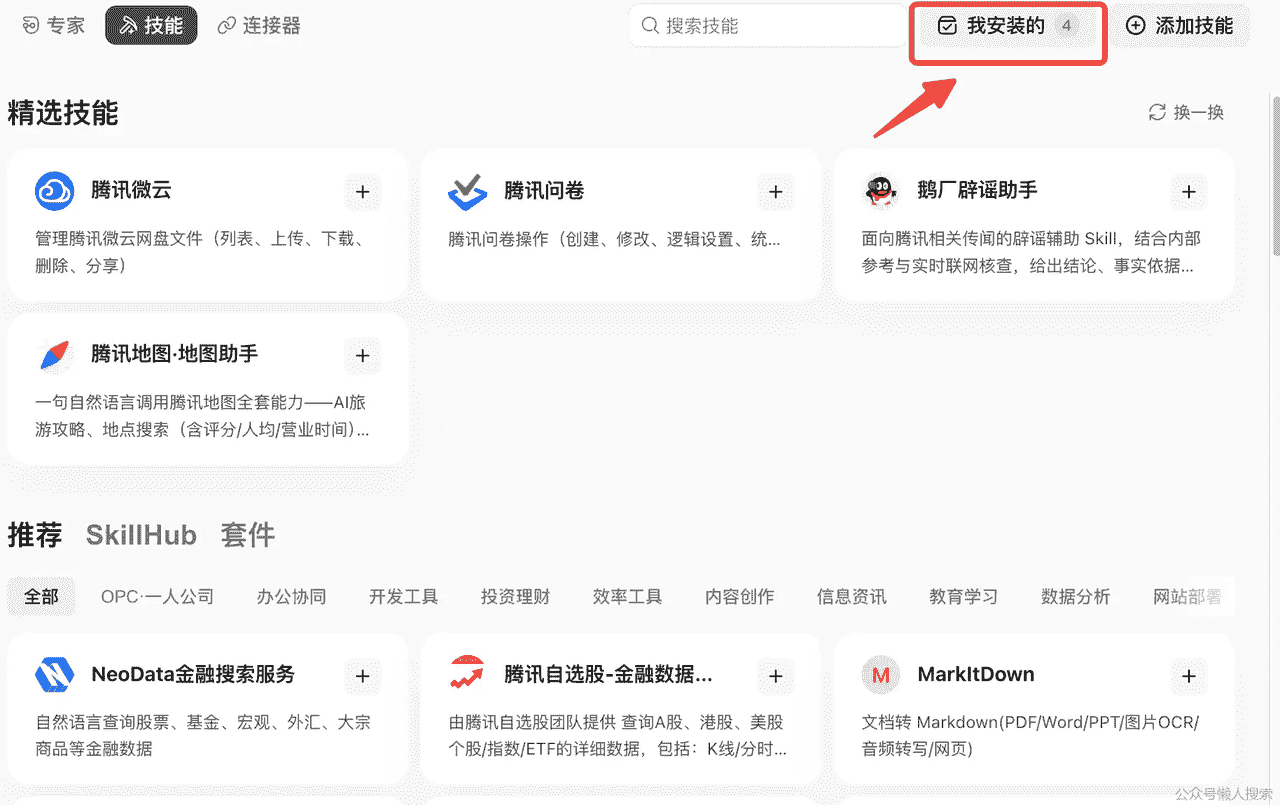 专家 技能 连接器 搜索技能 我安装的 4 添加技能
精选技能 换一换
腾讯微云 + 腾讯问卷 + 鹅厂辟谣助手 +
管理腾讯微云网盘文件（列表、上传、下载、
删除、分享）
腾讯问卷操作（创建、修改、逻辑设置、统...
面向腾讯相关传闻的辟谣辅助 Skill，结合内部
参考与实时联网核查，给出结论、事实依据...
腾讯地图·地图助手 +
一句自然语言调用腾讯地图全套能力——AI旅
游攻略、地点搜索（含评分/人均/营业时间）...
推荐 SkillHub 套件
全部 OPC·一人公司 办公协同 开发工具 投资理财 效率工具 内容创作 信息资讯 教育学习 数据分析 网站部署
NeoData金融搜索服务 + 腾讯自选股-金融数据... + M MarkItDown +
自然语言查询股票、基金、宏观、外汇、大宗
商品等金融数据
由腾讯自选股团队提供 查询A股、港股、美股
个股/指数/ETF的详细数据，包括：K线/分时...
文档转 Markdown(PDF/Word/PPT/图片OCR/
音频转写/网页)
公众号懒人搜索